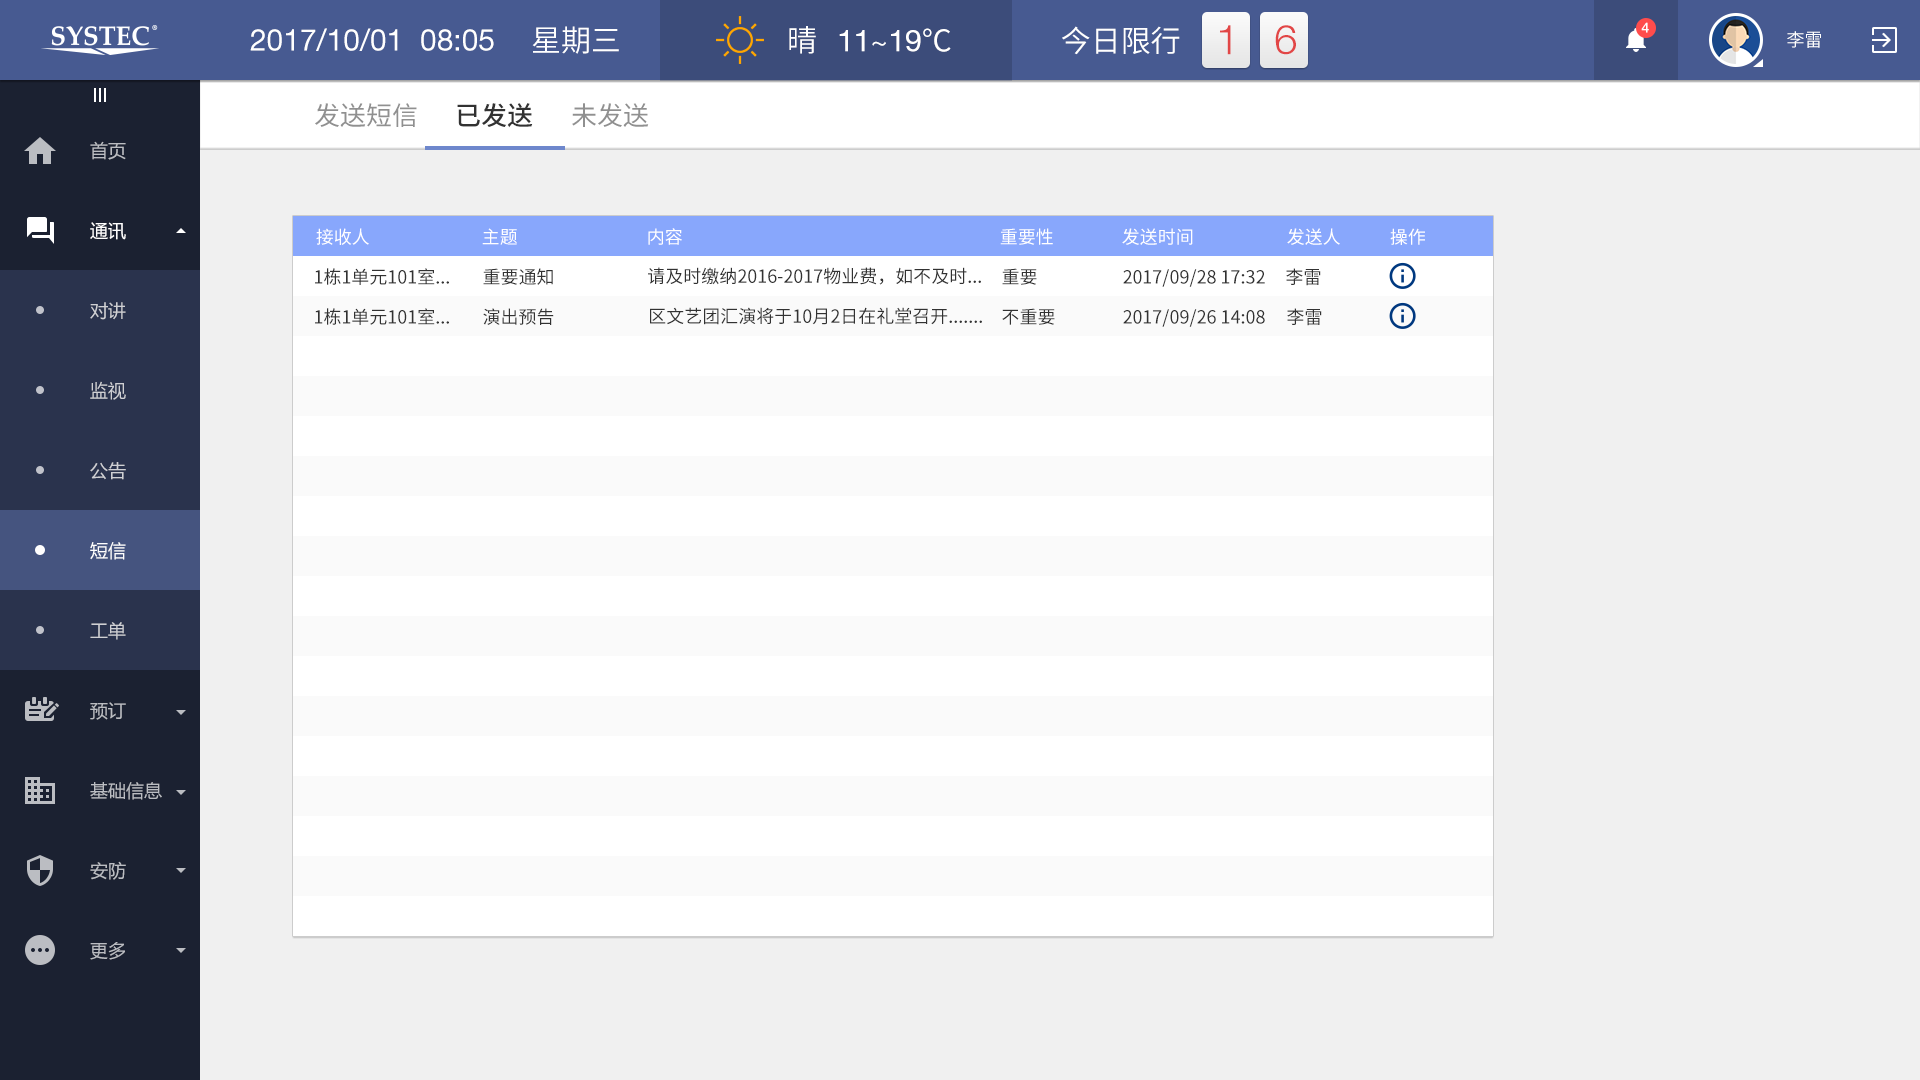 SYSTEC®
2017/10/01 08:05 星期三
晴 11~19℃
今日限行 1 6
4
李雷
首页
通讯
对讲
监视
公告
短信
工单
预订
基础信息
安防
更多
发送短信 已发送 未发送
接收人 主题 内容 重要性 发送时间 发送人 操作
1栋1单元101室... 重要通知 请及时缴纳2016-2017物业费，如不及时... 重要 2017/09/28 17:32 李雷
1栋1单元101室... 演出预告 区文艺团汇演将于10月2日在礼堂召开....... 不重要 2017/09/26 14:08 李雷